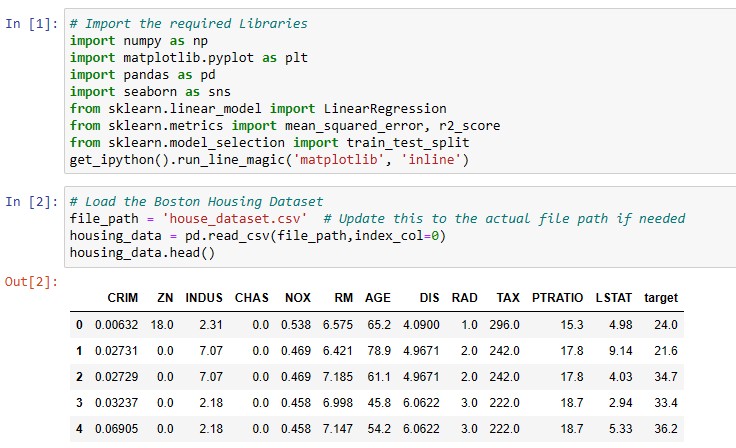 In [1]: # Import the required Libraries
import numpy as np
import matplotlib.pyplot as plt
import pandas as pd
import seaborn as sns
from sklearn.linear_model import LinearRegression
from sklearn.metrics import mean_squared_error, r2_score
from sklearn.model_selection import train_test_split
get_ipython().run_line_magic('matplotlib', 'inline')
In [2]: # Load the Boston Housing Dataset
file_path = 'house_dataset.csv'  # Update this to the actual file path if needed
housing_data = pd.read_csv(file_path,index_col=0)
housing_data.head()
Out[2]:
CRIM ZN INDUS CHAS NOX RM AGE DIS RAD TAX PTRATIO LSTAT target
0 0.00632 18.0 2.31 0.0 0.538 6.575 65.2 4.0900 1.0 296.0 15.3 4.98 24.0
1 0.02731 0.0 7.07 0.0 0.469 6.421 78.9 4.9671 2.0 242.0 17.8 9.14 21.6
2 0.02729 0.0 7.07 0.0 0.469 7.185 61.1 4.9671 2.0 242.0 17.8 4.03 34.7
3 0.03237 0.0 2.18 0.0 0.458 6.998 45.8 6.0622 3.0 222.0 18.7 2.94 33.4
4 0.06905 0.0 2.18 0.0 0.458 7.147 54.2 6.0622 3.0 222.0 18.7 5.33 36.2